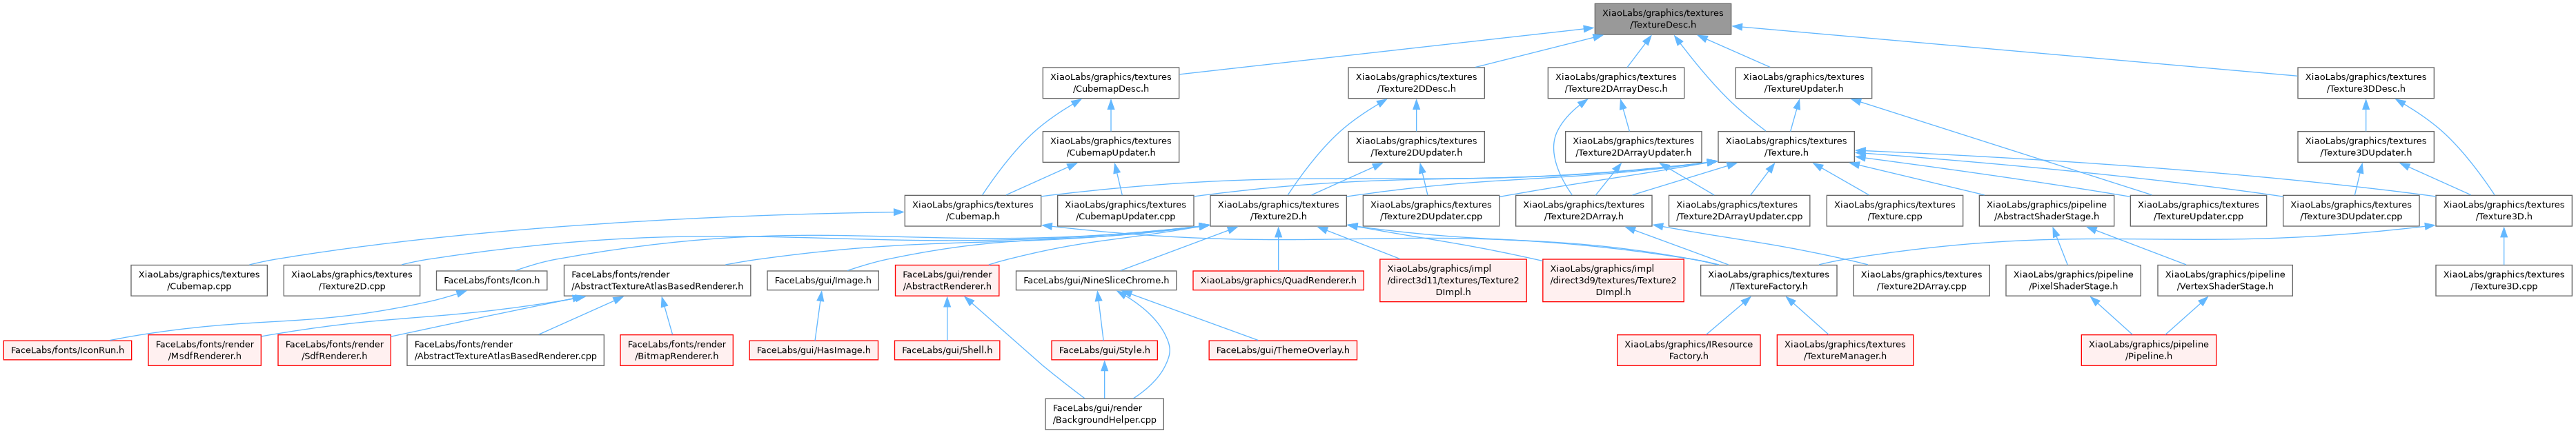 XiaoLabs/graphics/textures
/TextureDesc.h
XiaoLabs/graphics/textures
/CubemapDesc.h
XiaoLabs/graphics/textures
/Texture2DDesc.h
XiaoLabs/graphics/textures
/Texture2DArrayDesc.h
XiaoLabs/graphics/textures
/TextureUpdater.h
XiaoLabs/graphics/textures
/Texture3DDesc.h
XiaoLabs/graphics/textures
/CubemapUpdater.h
XiaoLabs/graphics/textures
/Texture2DUpdater.h
XiaoLabs/graphics/textures
/Texture2DArrayUpdater.h
XiaoLabs/graphics/textures
/Texture.h
XiaoLabs/graphics/textures
/Texture3DUpdater.h
XiaoLabs/graphics/textures
/Cubemap.h
XiaoLabs/graphics/textures
/CubemapUpdater.cpp
XiaoLabs/graphics/textures
/Texture2D.h
XiaoLabs/graphics/textures
/Texture2DUpdater.cpp
XiaoLabs/graphics/textures
/Texture2DArray.h
XiaoLabs/graphics/textures
/Texture2DArrayUpdater.cpp
XiaoLabs/graphics/textures
/Texture.cpp
XiaoLabs/graphics/pipeline
/AbstractShaderStage.h
XiaoLabs/graphics/textures
/TextureUpdater.cpp
XiaoLabs/graphics/textures
/Texture3DUpdater.cpp
XiaoLabs/graphics/textures
/Texture3D.h
XiaoLabs/graphics/textures
/Cubemap.cpp
XiaoLabs/graphics/textures
/Texture2D.cpp
FaceLabs/fonts/Icon.h
FaceLabs/fonts/render
/AbstractTextureAtlasBasedRenderer.h
FaceLabs/gui/Image.h
FaceLabs/gui/render
/AbstractRenderer.h
FaceLabs/gui/NineSliceChrome.h
XiaoLabs/graphics/QuadRenderer.h
XiaoLabs/graphics/impl
/direct3d11/textures/Texture2
DImpl.h
XiaoLabs/graphics/impl
/direct3d9/textures/Texture2
DImpl.h
XiaoLabs/graphics/textures
/ITextureFactory.h
XiaoLabs/graphics/textures
/Texture2DArray.cpp
XiaoLabs/graphics/pipeline
/PixelShaderStage.h
XiaoLabs/graphics/pipeline
/VertexShaderStage.h
XiaoLabs/graphics/textures
/Texture3D.cpp
FaceLabs/fonts/IconRun.h
FaceLabs/fonts/render
/MsdfRenderer.h
FaceLabs/fonts/render
/SdfRenderer.h
FaceLabs/fonts/render
/AbstractTextureAtlasBasedRenderer.cpp
FaceLabs/fonts/render
/BitmapRenderer.h
FaceLabs/gui/HasImage.h
FaceLabs/gui/Shell.h
FaceLabs/gui/Style.h
FaceLabs/gui/ThemeOverlay.h
XiaoLabs/graphics/IResource
Factory.h
XiaoLabs/graphics/textures
/TextureManager.h
XiaoLabs/graphics/pipeline
/Pipeline.h
FaceLabs/gui/render
/BackgroundHelper.cpp